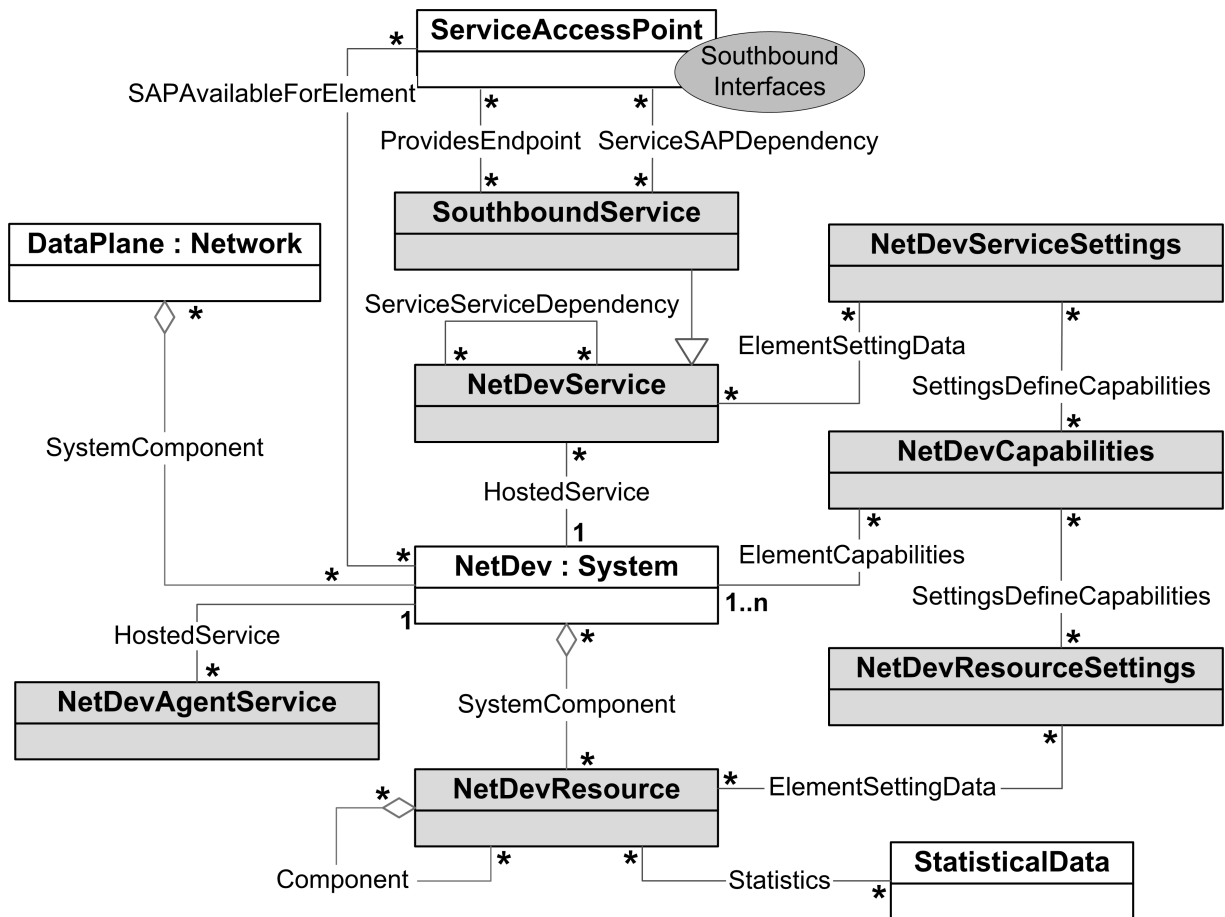 ServiceAccessPoint
*
Southbound
Interfaces
SAPAvailableForElement
*
*
ProvidesEndpoint
ServiceSAPDependency
*
*
SouthboundService
DataPlane : Network
NetDevServiceSettings
*
ServiceServiceDependency
*
*
*
*
ElementSettingData
NetDevService
*
SettingsDefineCapabilities
*
SystemComponent
*
NetDevCapabilities
HostedService
1
*
*
*
ElementCapabilities
NetDev : System
*
1..n
1
SettingsDefineCapabilities
HostedService
*
*
*
NetDevAgentService
NetDevResourceSettings
SystemComponent
*
*
NetDevResource
*
ElementSettingData
*
*
*
StatisticalData
Component
Statistics
*